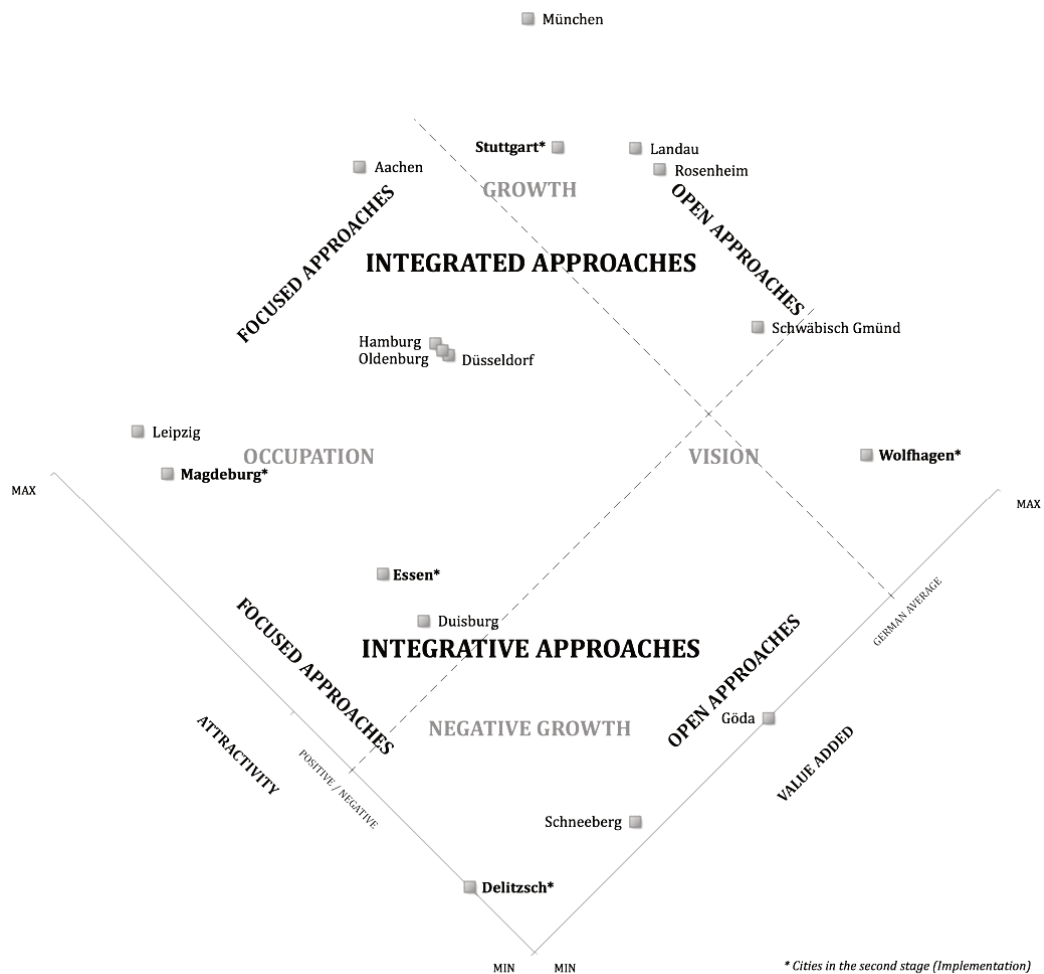 München
Stuttgart*
Landau
Aachen
Rosenheim
GROWTH
FOCUSED APPROACHES
OPEN APPROACHES
INTEGRATED APPROACHES
Schwäbisch Gmünd
Hamburg
Oldenburg
Düsseldorf
Leipzig
OCCUPATION
VISION
Wolfhagen*
Magdeburg*
MAX
MAX
Essen*
GERMAN AVERAGE
Duisburg
FOCUSED APPROACHES
INTEGRATIVE APPROACHES
OPEN APPROACHES
NEGATIVE GROWTH
Göda
ATTRACTIVITY
POSITIVE / NEGATIVE
VALUE ADDED
Schneeberg
Delitzsch*
MIN
MIN
* Cities in the second stage (Implementation)